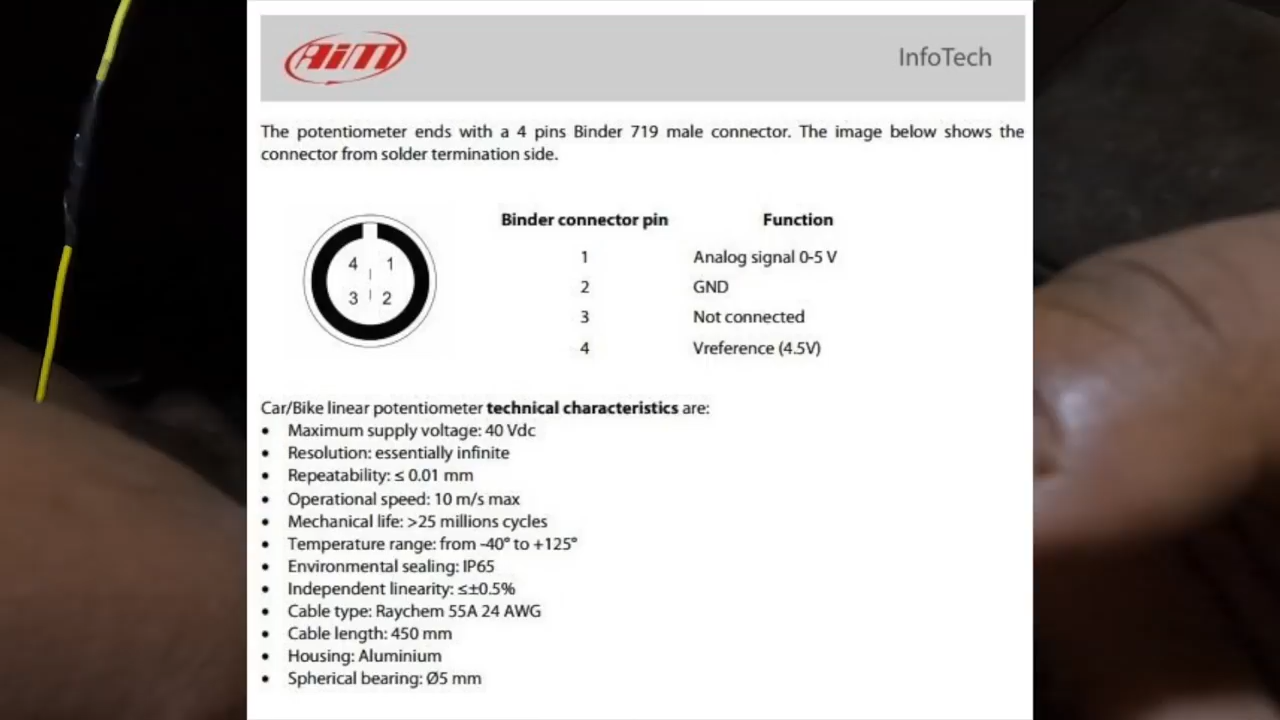 AiM
InfoTech
The potentiometer ends with a 4 pins Binder 719 male connector. The image below shows the
connector from solder termination side.
Binder connector pin Function
4 1
3 2
1 Analog signal 0-5 V
2 GND
3 Not connected
4 Vreference (4.5V)
Car/Bike linear potentiometer technical characteristics are:
• Maximum supply voltage: 40 Vdc
• Resolution: essentially infinite
• Repeatability: ≤ 0.01 mm
• Operational speed: 10 m/s max
• Mechanical life: >25 millions cycles
• Temperature range: from -40° to +125°
• Environmental sealing: IP65
• Independent linearity: ≤±0.5%
• Cable type: Raychem 55A 24 AWG
• Cable length: 450 mm
• Housing: Aluminium
• Spherical bearing: Ø5 mm